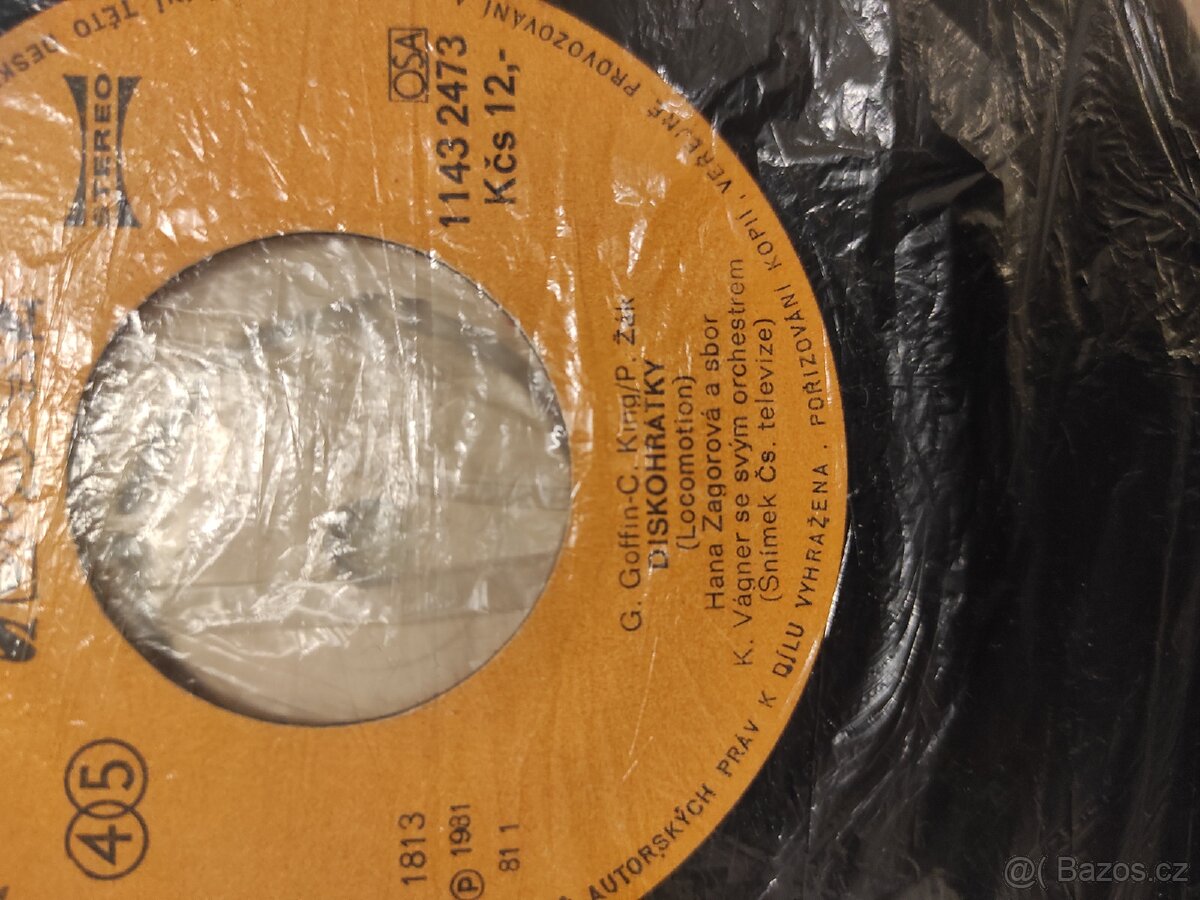 STEREO
OSA
1143 2473
Kčs 12,-
45
1813
Ⓟ 1981
81 1
G. Goffin-C. King/P. Žák
DISKOHRÁTKY
(Locomotion)
Hana Zagorová a sbor
K. Vágner se svým orchestrem
(Snímek Čs. televize)
AUTORSKÝCH PRÁV K DÍLU VYHRAŽENA. POŘIZOVÁNÍ KOPIÍ, VEŘEJNÉ PROVOZOVÁNÍ A
TÉTO DESK
@( Bazos.cz